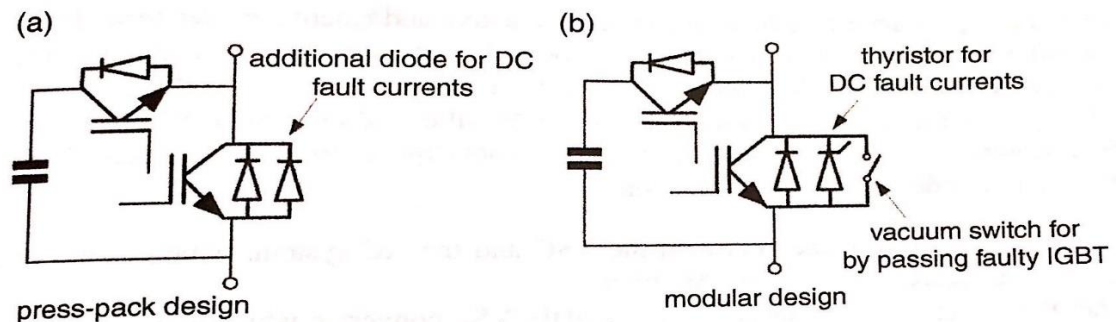 (a)
additional diode for DC
fault currents
press-pack design
(b)
thyristor for
DC fault currents
vacuum switch for
by passing faulty IGBT
modular design